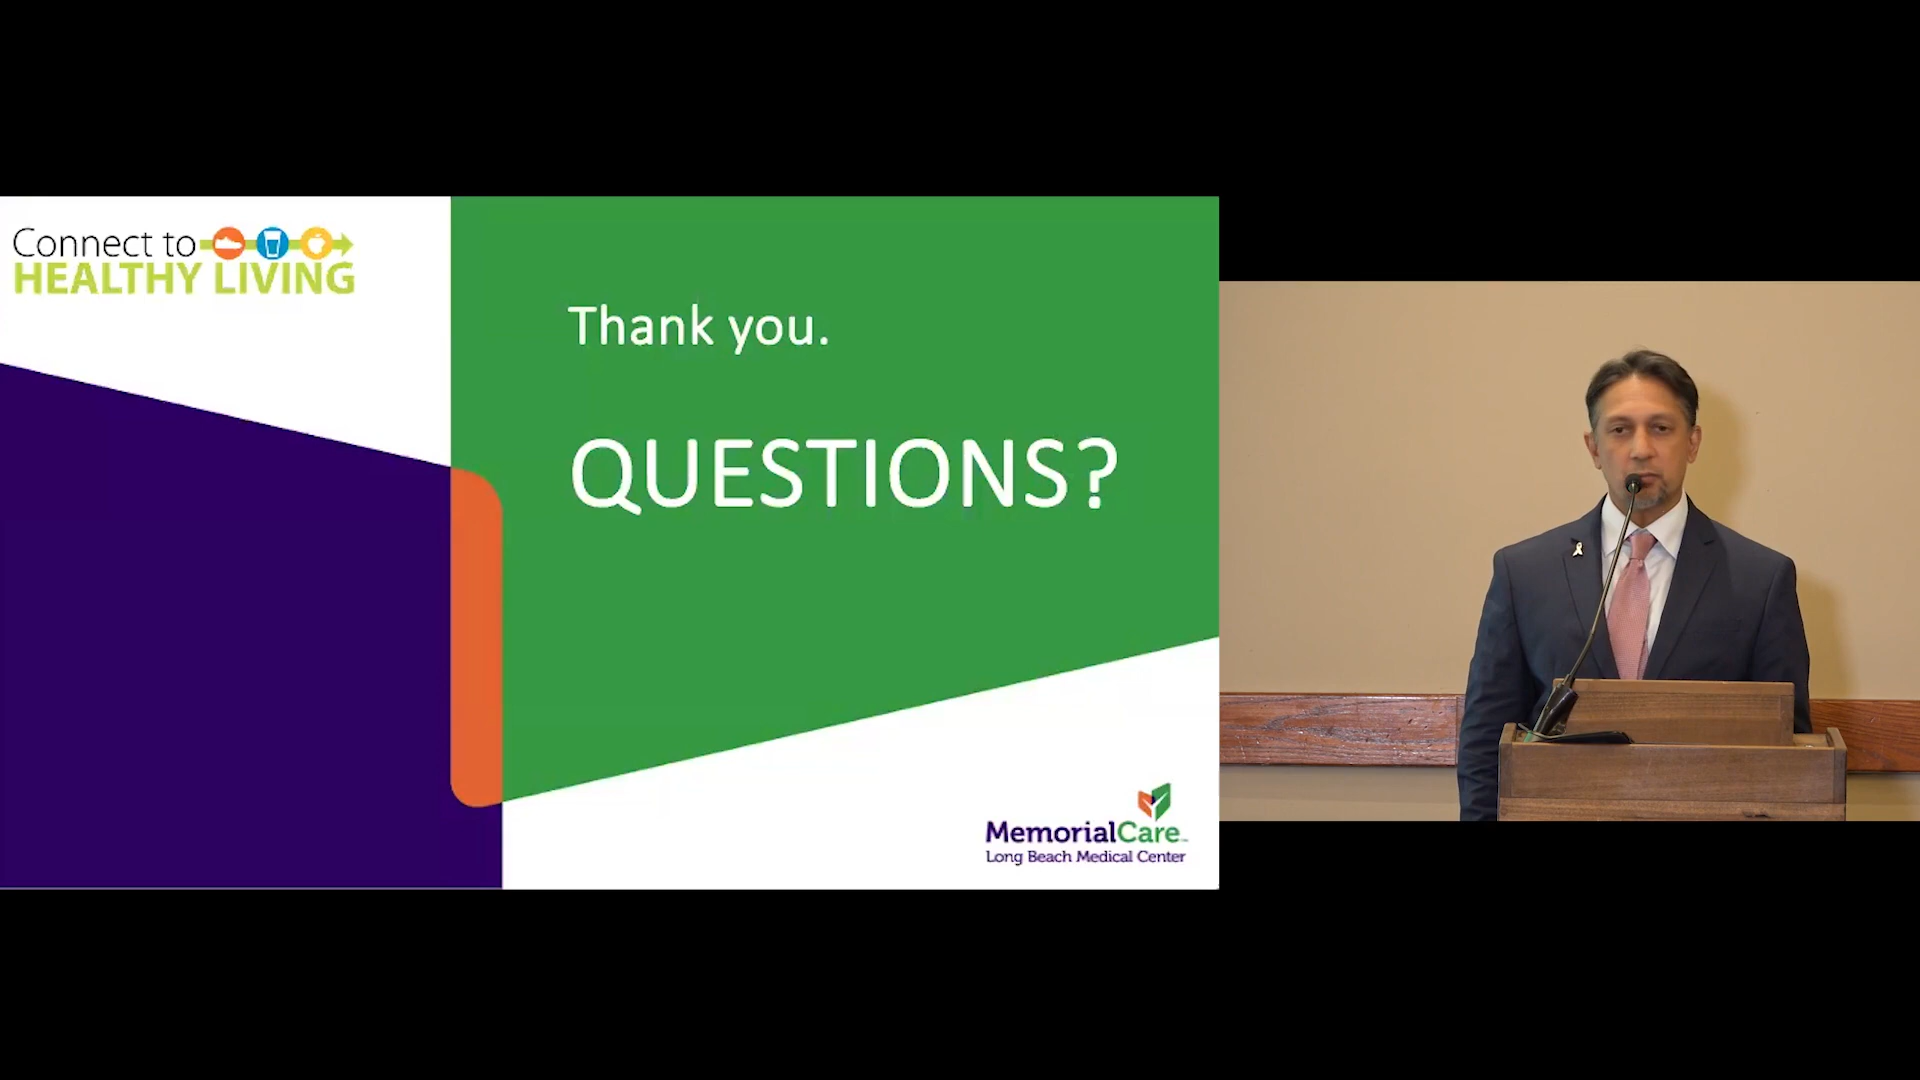 Connect to
HEALTHY LIVING
Thank you.
QUESTIONS?
MemorialCare
Long Beach Medical Center